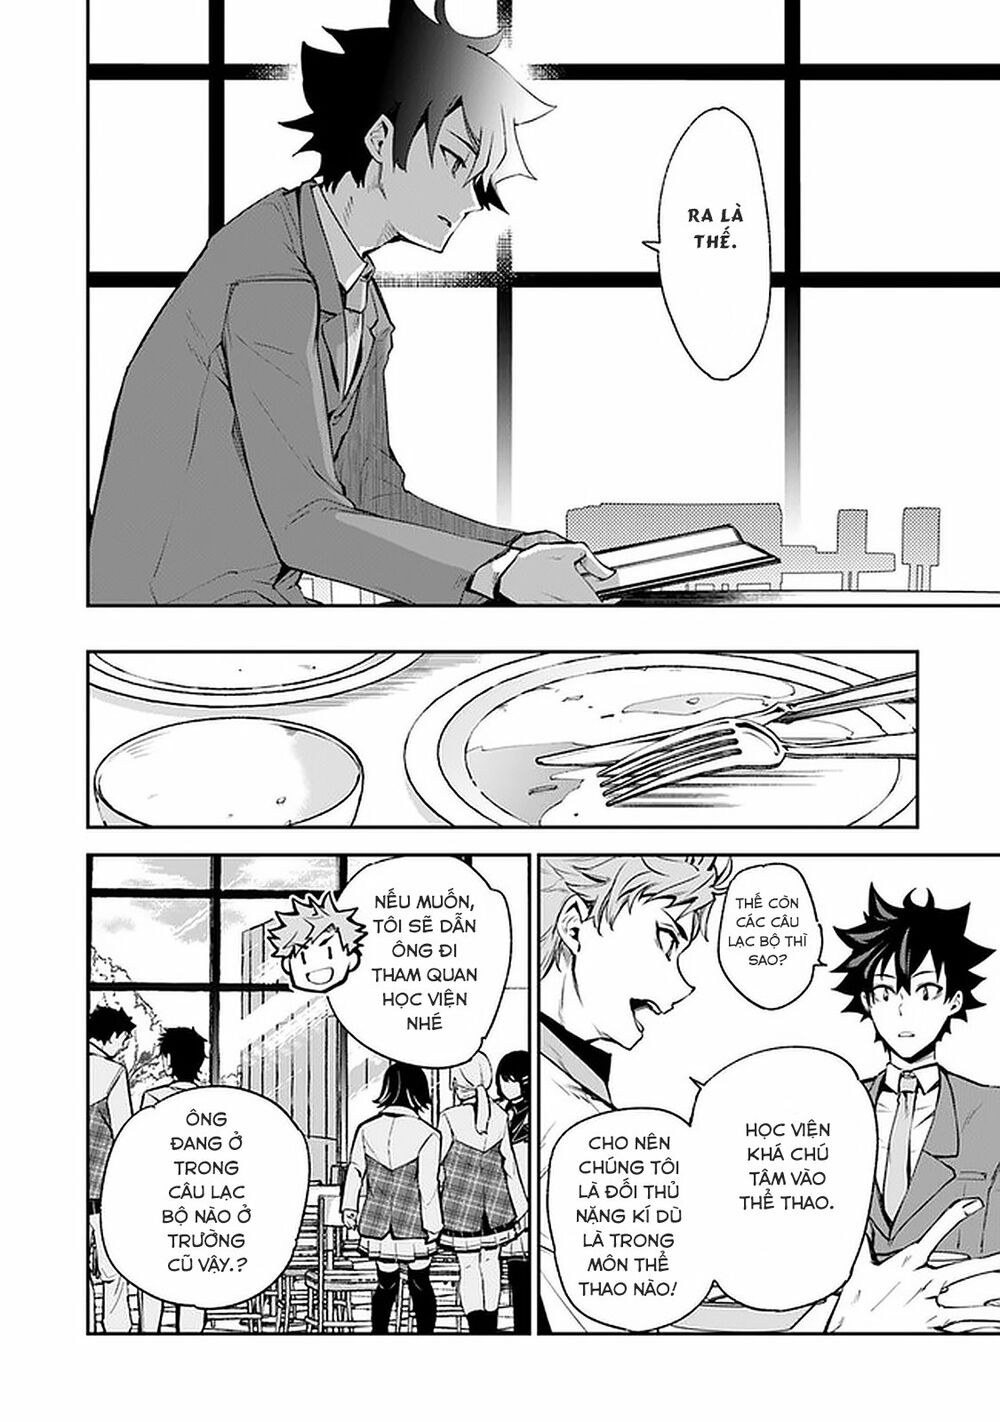 RA LÀ
THẾ.
THẾ CÒN
CÁC CÂU
LẠC BỘ THÌ
SAO?
HỌC VIỆN
KHÁ CHÚ
TÂM VÀO
THỂ THAO.
CHO NÊN
CHÚNG TÔI
LÀ ĐỐI THỦ
NẶNG KÍ DÙ
LÀ TRONG
MÔN THỂ
THAO NÀO!
NẾU MUỐN,
TÔI SẼ DẪN
ÔNG ĐI
THAM QUAN
HỌC VIỆN
NHÉ
ÔNG
ĐANG Ở
TRONG
CÂU LẠC
BỘ NÀO Ở
TRƯỜNG
CŨ VẬY.?